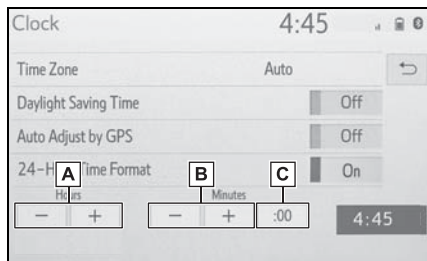 Clock 4:45
Time Zone Auto
Daylight Saving Time Off
Auto Adjust by GPS Off
24-H Time Format On
A B C
Minutes
- + - + :00 4:45